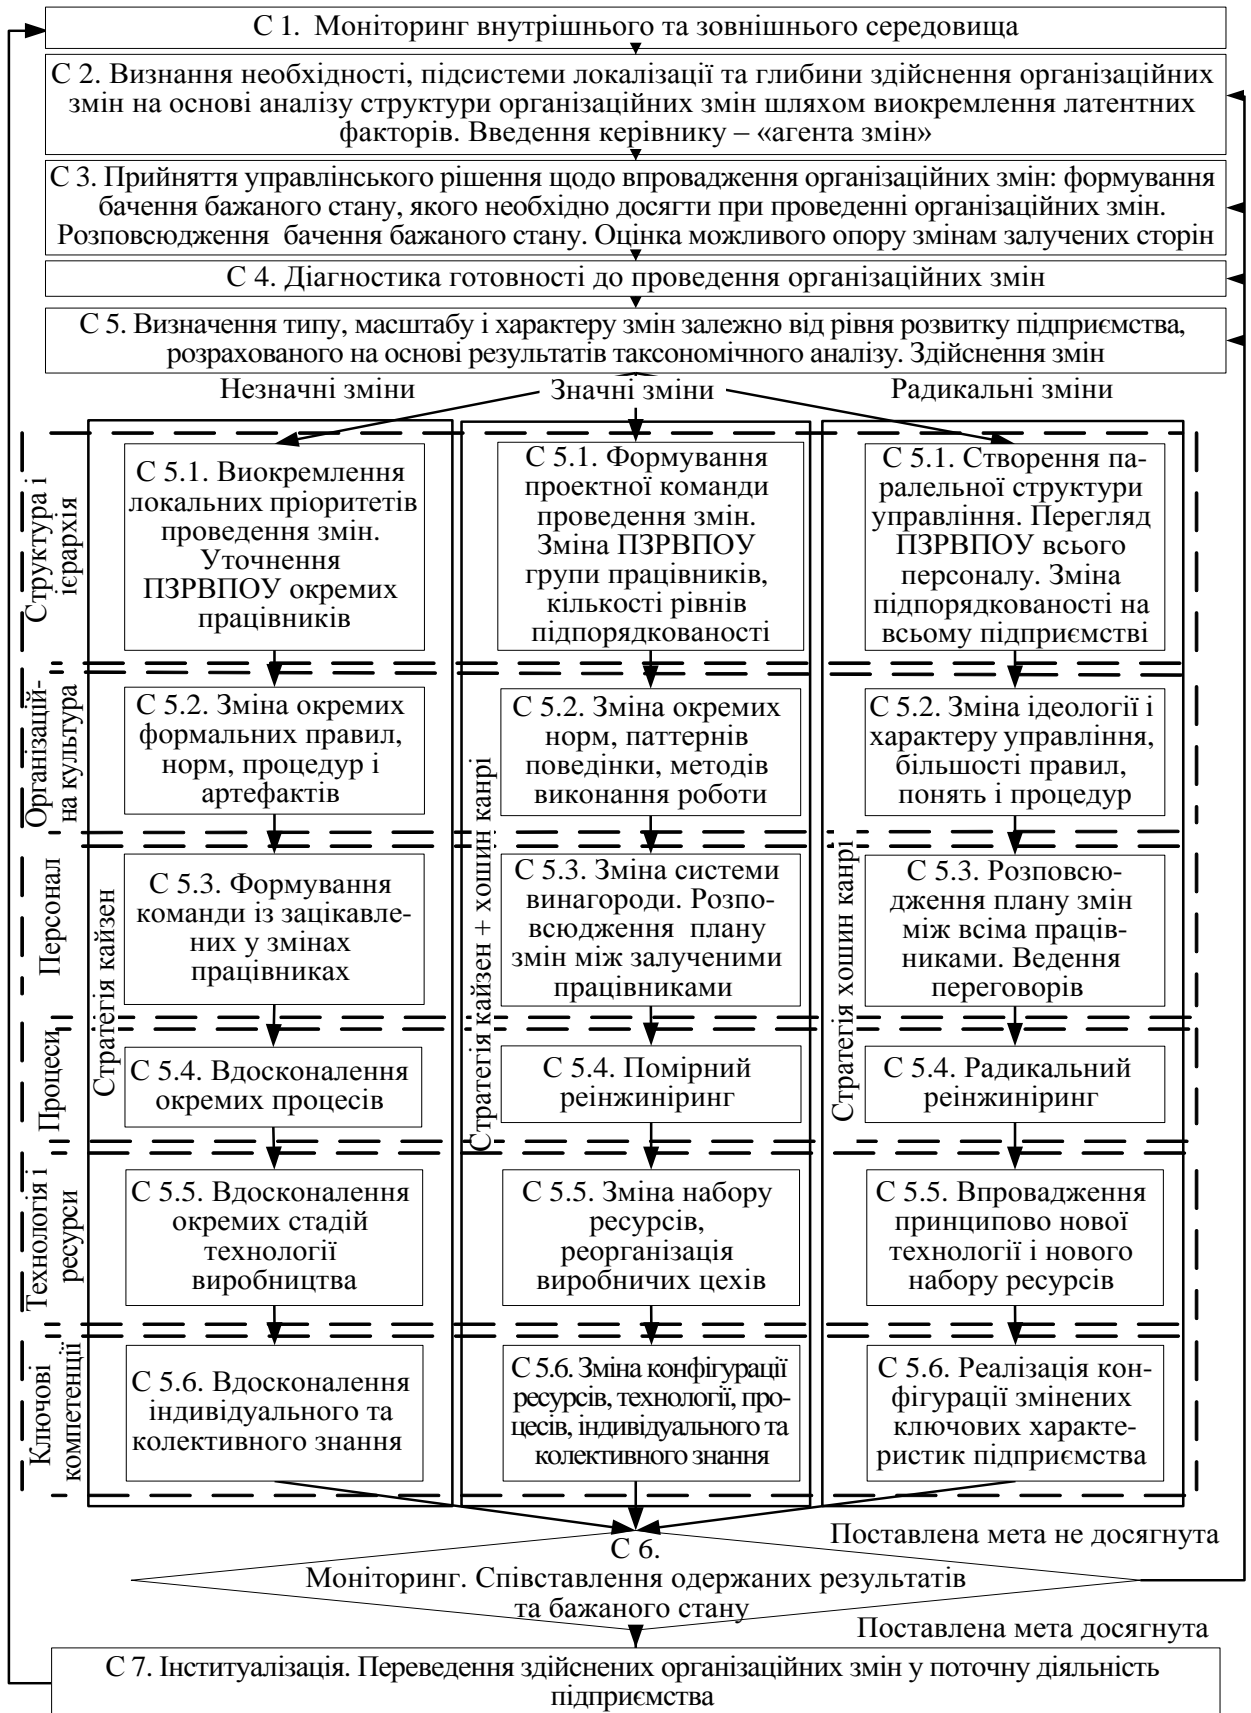 С 1. Моніторинг внутрішнього та зовнішнього середовища
С 2. Визнання необхідності, підсистеми локалізації та глибини здійснення організаційних
змін на основі аналізу структури організаційних змін шляхом виокремлення латентних
факторів. Введення керівнику – «агента змін»
С 3. Прийняття управлінського рішення щодо впровадження організаційних змін: формування
бачення бажаного стану, якого необхідно досягти при проведенні організаційних змін.
Розповсюдження бачення бажаного стану. Оцінка можливого опору змінам залучених сторін
С 4. Діагностика готовності до проведення організаційних змін
С 5. Визначення типу, масштабу і характеру змін залежно від рівня розвитку підприємства,
розрахованого на основі результатів таксономічного аналізу. Здійснення змін
Незначні зміни
Значні зміни
Радикальні зміни
Структура і
ієрархія
С 5.1. Виокремлення
локальних пріоритетів
проведення змін.
Уточнення
ПЗРВПОУ окремих
працівників
С 5.1. Формування
проектної команди
проведення змін.
Зміна ПЗРВПОУ
групи працівників,
кількості рівнів
підпорядкованості
С 5.1. Створення па-
ралельної структури
управління. Перегляд
ПЗРВПОУ всього
персоналу. Зміна
підпорядкованості на
всьому підприємстві
Організацій-
на культура
С 5.2. Зміна окремих
формальних правил,
норм, процедур і
артефактів
С 5.2. Зміна окремих
норм, паттернів
поведінки, методів
виконання роботи
С 5.2. Зміна ідеології і
характеру управління,
більшості правил,
понять і процедур
Персонал
Стратегія кайзен
С 5.3. Формування
команди із зацікавле-
них у змінах
працівниках
Стратегія кайзен + хошин канрі
С 5.3. Зміна системи
винагороди. Розпо-
всюдження плану
змін між залученими
працівниками
Стратегія хошин канрі
С 5.3. Розповсю-
дження плану змін
між всіма праців-
никами. Ведення
переговорів
Процеси
С 5.4. Вдосконалення
окремих процесів
С 5.4. Помірний
реінжиніринг
С 5.4. Радикальний
реінжиніринг
Технологія і
ресурси
С 5.5. Вдосконалення
окремих стадій
технології
виробництва
С 5.5. Зміна набору
ресурсів,
реорганізація
виробничих цехів
С 5.5. Впровадження
принципово нової
технології і нового
набору ресурсів
Ключові
компетенції
С 5.6. Вдосконалення
індивідуального та
колективного знання
С 5.6. Зміна конфігурації
ресурсів, технології, про-
цесів, індивідуального та
колективного знання
С 5.6. Реалізація кон-
фігурації змінених
ключових характе-
ристик підприємства
Поставлена мета не досягнута
С 6.
Моніторинг. Співставлення одержаних результатів
та бажаного стану
Поставлена мета досягнута
С 7. Інституалізація. Переведення здійснених організаційних змін у поточну діяльність
підприємства